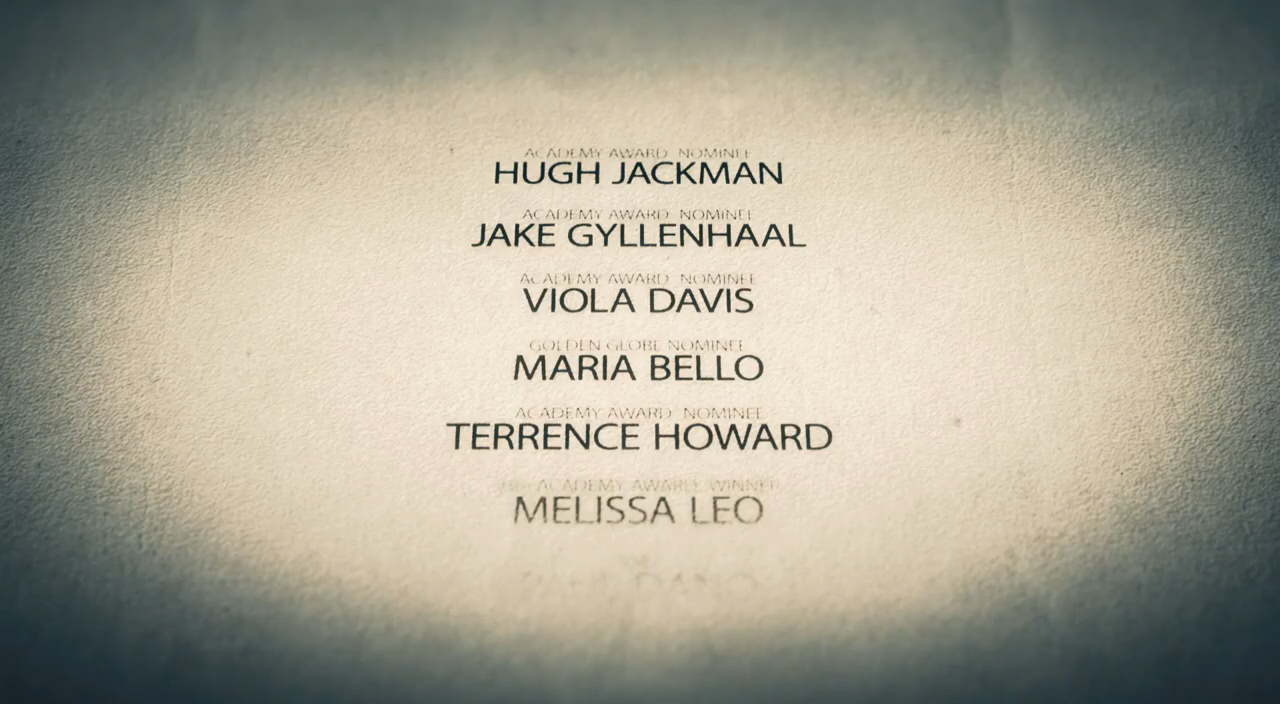 ACADEMY AWARD NOMINEE
HUGH JACKMAN
ACADEMY AWARD NOMINEE
JAKE GYLLENHAAL
ACADEMY AWARD NOMINEE
VIOLA DAVIS
GOLDEN GLOBE NOMINEE
MARIA BELLO
ACADEMY AWARD NOMINEE
TERRENCE HOWARD
ACADEMY AWARD WINNER
MELISSA LEO